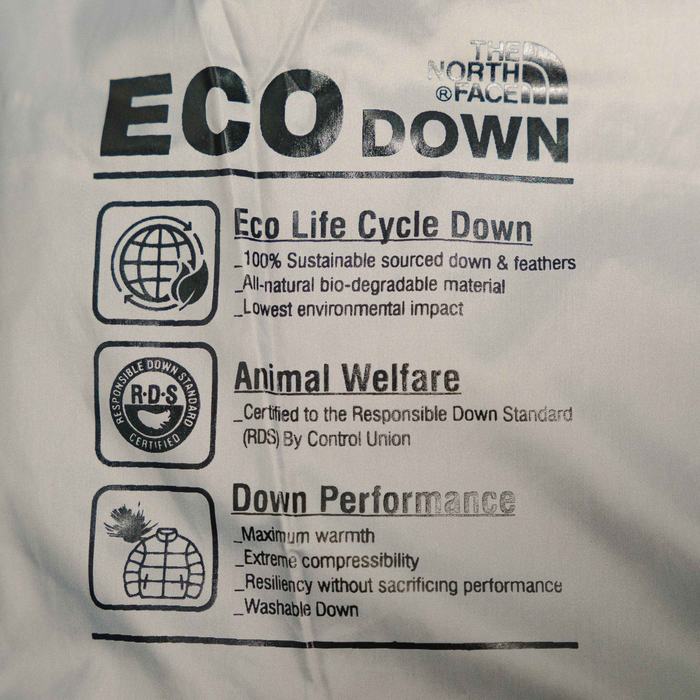 THE
NORTH
®FACE
ECO DOWN
Eco Life Cycle Down
_100% Sustainable sourced down & feathers
_All-natural bio-degradable material
_Lowest environmental impact
RESPONSIBLE DOWN STANDARD
R·D·S
CERTIFIED
Animal Welfare
_Certified to the Responsible Down Standard
(RDS) By Control Union
Down Performance
_Maximum warmth
_Extreme compressibility
_Resiliency without sacrificing performance
_Washable Down